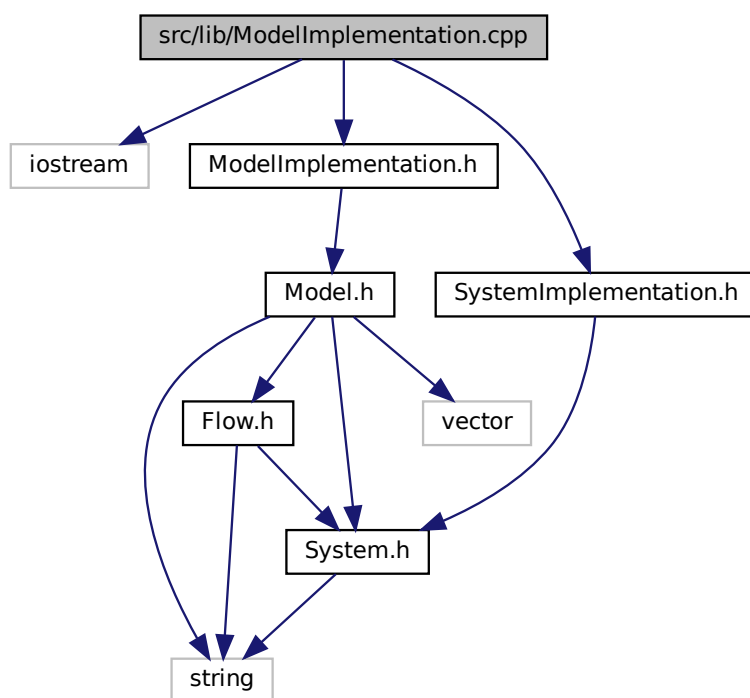 src/lib/ModelImplementation.cpp
iostream
ModelImplementation.h
Model.h
SystemImplementation.h
Flow.h
vector
System.h
string